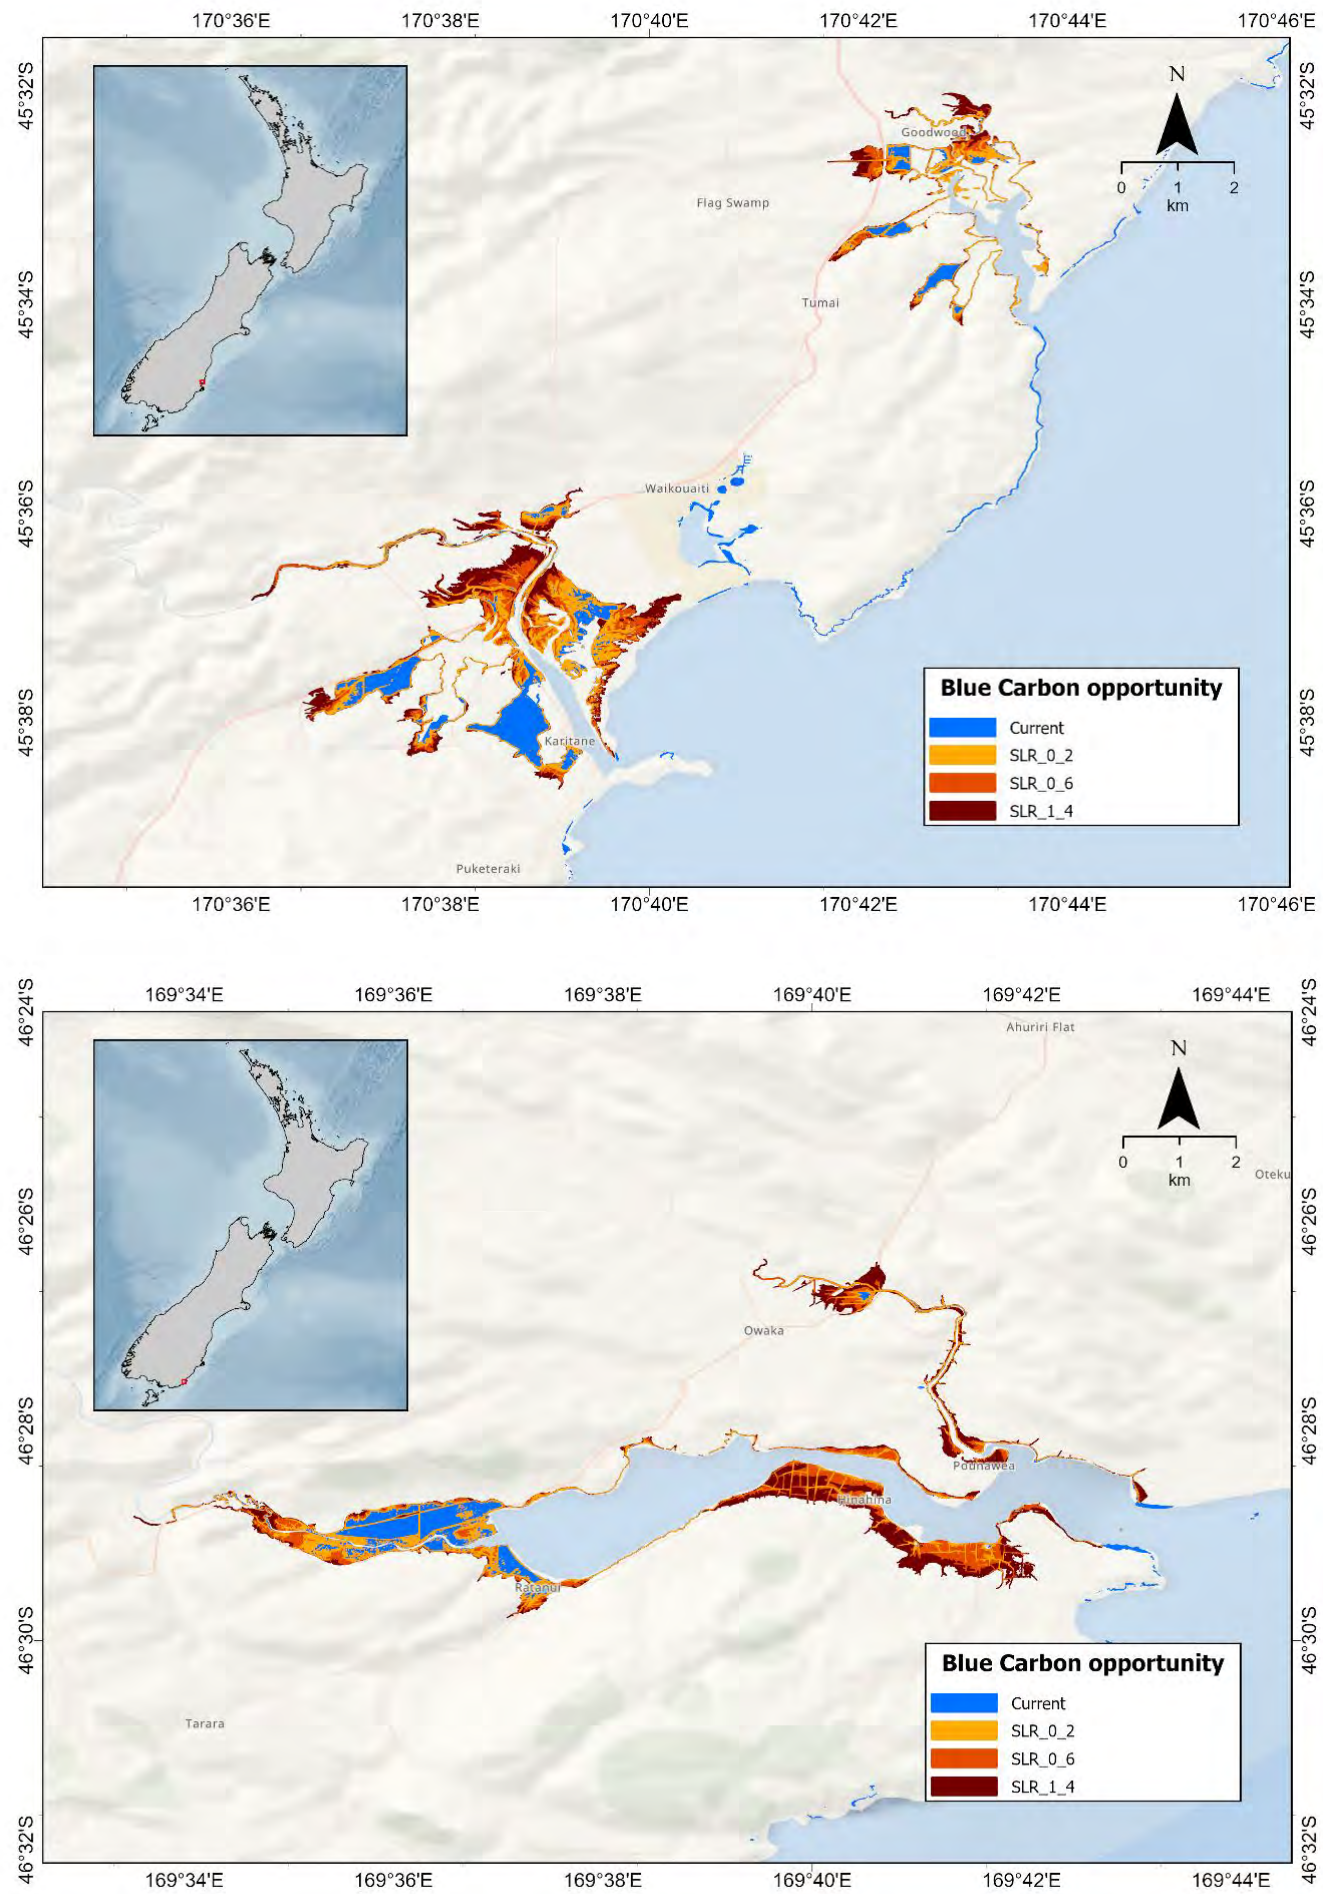 170°36'E 170°38'E 170°40'E 170°42'E 170°44'E 170°46'E
45°32'S 45°32'S
N
Goodwood
0 1 2
km
Flag Swamp
45°34'S 45°34'S
Tumai
Waikouaiti
45°36'S 45°36'S
Blue Carbon opportunity
45°38'S 45°38'S
Current
Karitane
SLR_0_2
SLR_0_6
SLR_1_4
Puketeraki
170°36'E 170°38'E 170°40'E 170°42'E 170°44'E 170°46'E
169°34'E 169°36'E 169°38'E 169°40'E 169°42'E 169°44'E
46°24'S 46°24'S
Ahuriri Flat
N
0 1 2
km
Oteku
46°26'S 46°26'S
Owaka
46°28'S 46°28'S
Pounawea
Hinahina
Ratanui
46°30'S 46°30'S
Blue Carbon opportunity
Current
Tarara
SLR_0_2
SLR_0_6
SLR_1_4
46°32'S 46°32'S
169°34'E 169°36'E 169°38'E 169°40'E 169°42'E 169°44'E